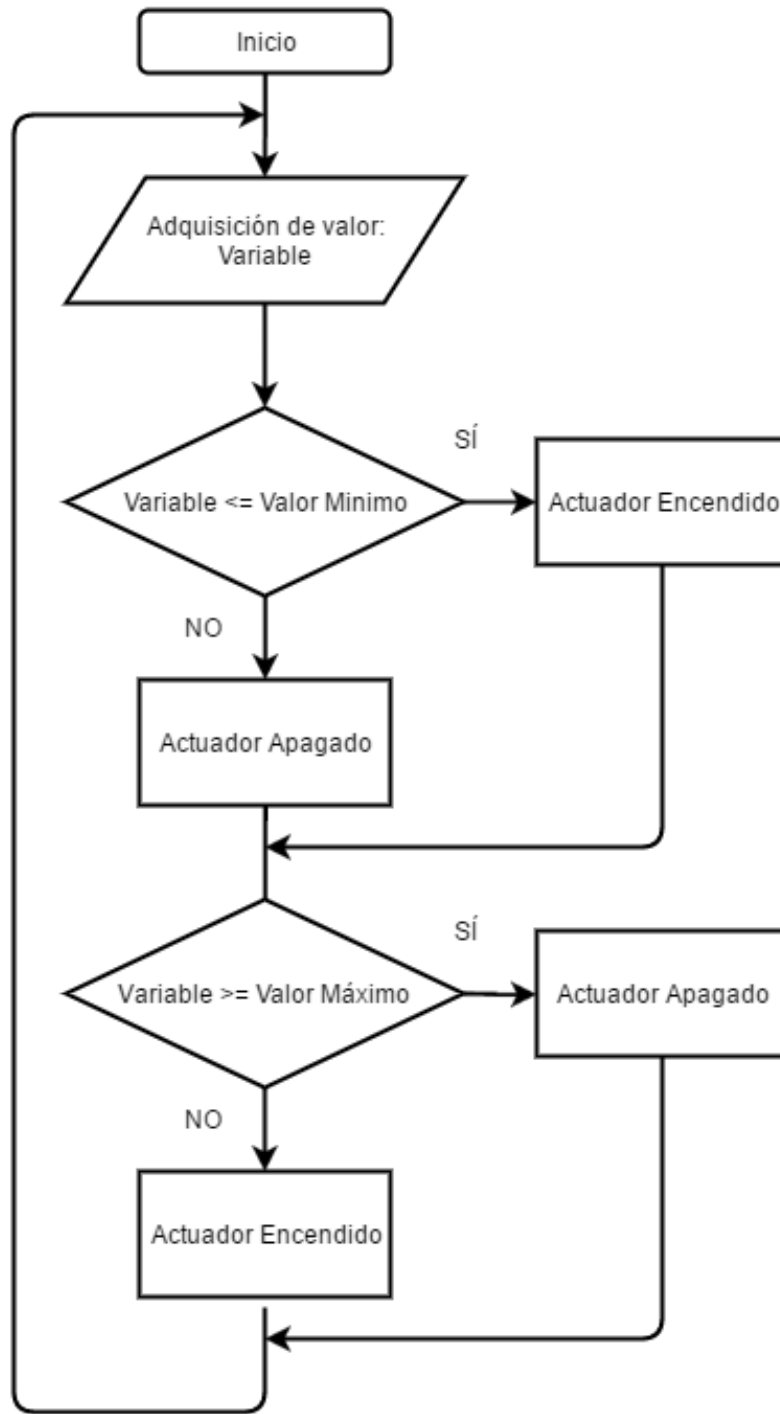 Inicio
Adquisición de valor:
Variable
SÍ
Variable <= Valor Minimo
Actuador Encendido
NO
Actuador Apagado
SÍ
Variable >= Valor Máximo
Actuador Apagado
NO
Actuador Encendido